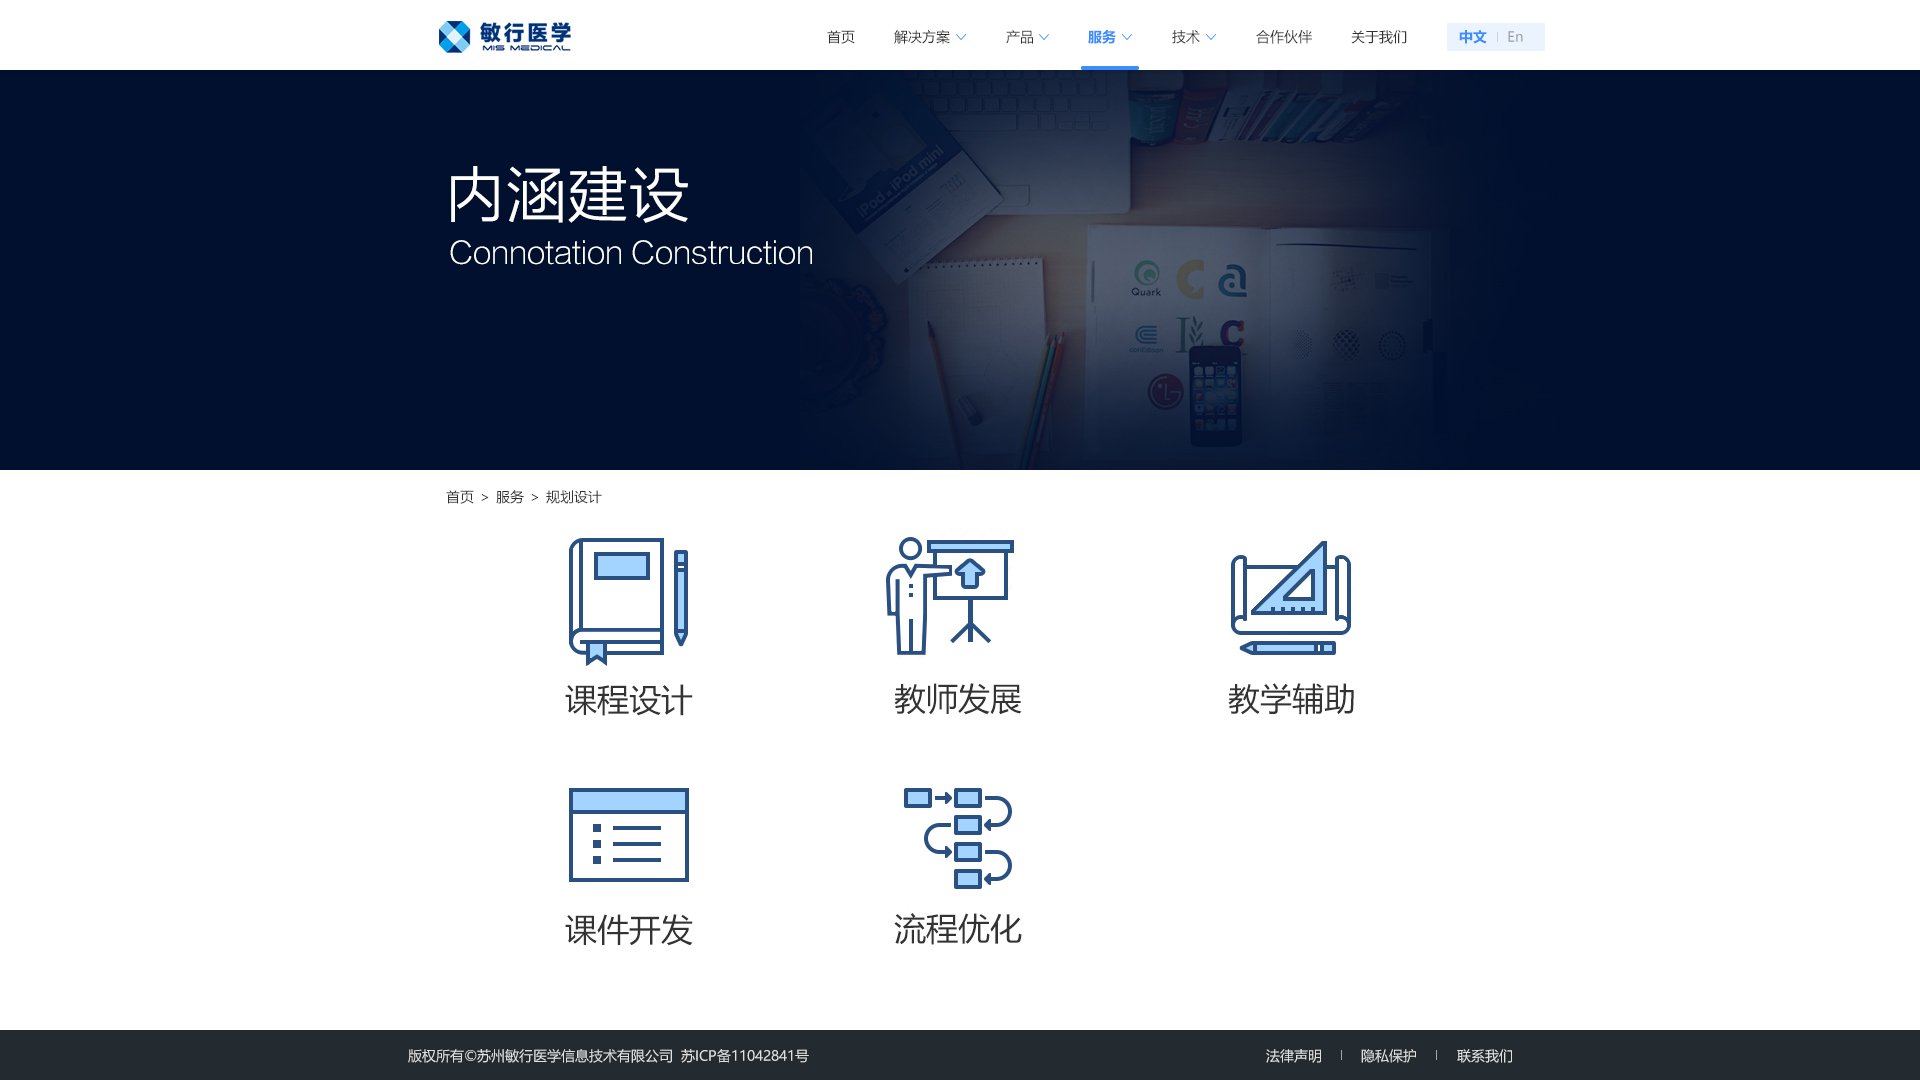 敏行医学
MIS MEDICAL
首页 解决方案 产品 服务 技术 合作伙伴 关于我们 中文 En
内涵建设
Connotation Construction
iPod x iPod mini
Quark
首页 > 服务 > 规划设计
课程设计 教师发展 教学辅助
课件开发 流程优化
版权所有©苏州敏行医学信息技术有限公司 苏ICP备11042841号 法律声明 隐私保护 联系我们